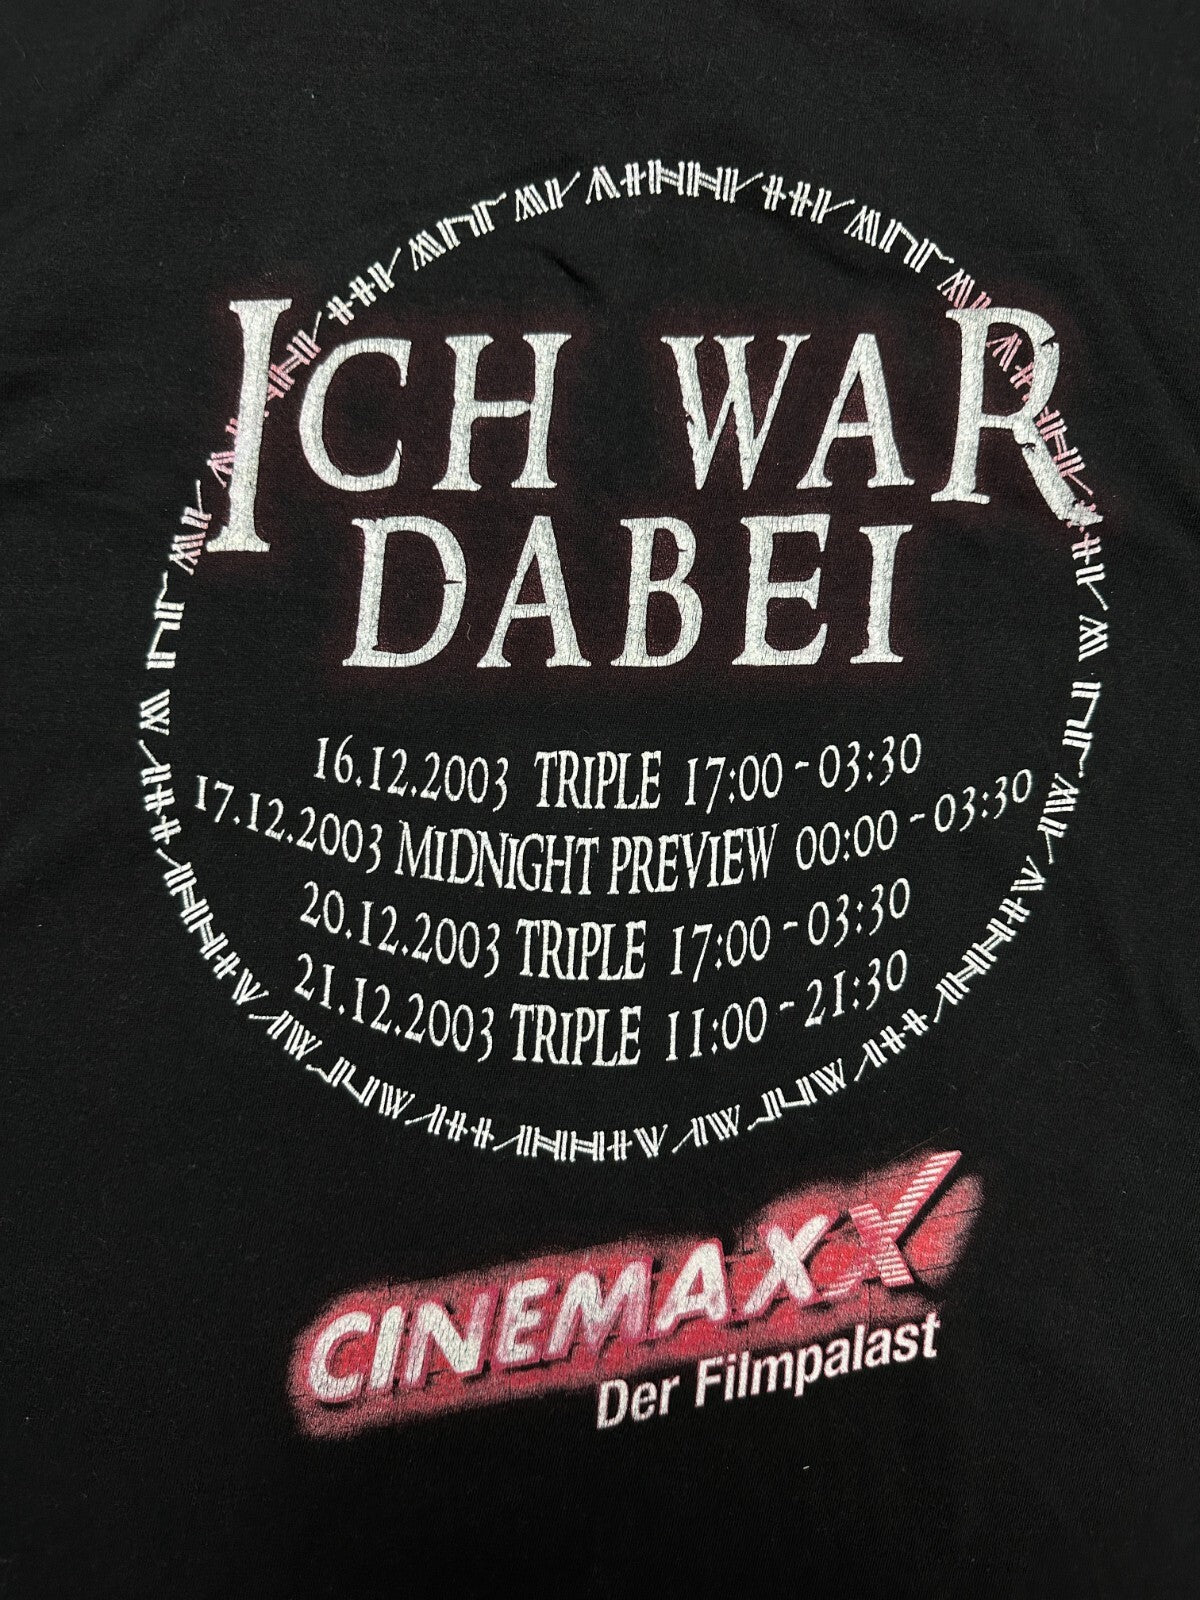 ICH WAR
DABEI
16.12.2003 TRIPLE 17:00 - 03:30
17.12.2003 MIDNIGHT PREVIEW 00:00 - 03:30
20.12.2003 TRIPLE 17:00 - 03:30
21.12.2003 TRIPLE 11:00 - 21:30
CINEMAXX
Der Filmpalast